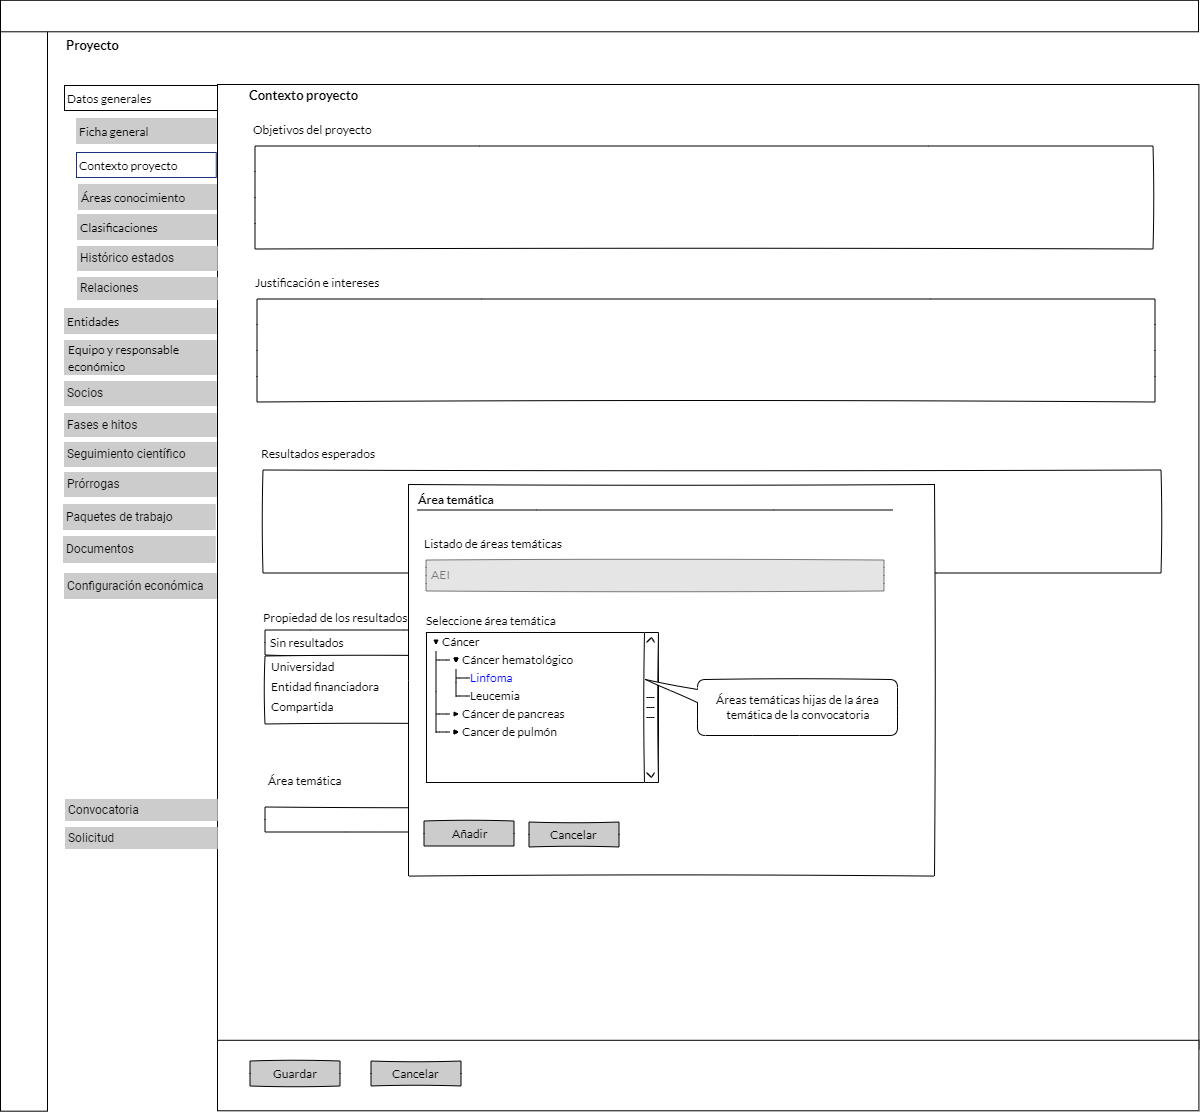 Proyecto
Datos generales
Ficha general
Contexto proyecto
Áreas conocimiento
Clasificaciones
Histórico estados
Relaciones
Entidades
Equipo y responsable
económico
Socios
Fases e hitos
Seguimiento científico
Prórrogas
Paquetes de trabajo
Documentos
Configuración económica
Convocatoria
Solicitud
Contexto proyecto
Objetivos del proyecto
Justificación e intereses
Resultados esperados
Propiedad de los resultados
Sin resultados
Universidad
Entidad financiadora
Compartida
Área temática
Área temática
Listado de áreas temáticas
AEI
Seleccione área temática
Cáncer
Cáncer hematológico
Linfoma
Leucemia
Cáncer de pancreas
Cancer de pulmón
Áreas temáticas hijas de la área
temática de la convocatoria
Añadir
Cancelar
Guardar
Cancelar